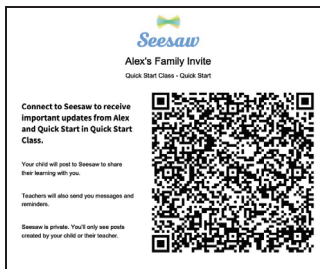 Seesaw
Alex's Family Invite
Quick Start Class - Quick Start
Connect to Seesaw to receive
important updates from Alex
and Quick Start in Quick Start
Class.
Your child will post to Seesaw to share
their learning with you.
Teachers will also send you messages and
reminders.
Seesaw is private. You'll only see posts
created by your child or their teacher.